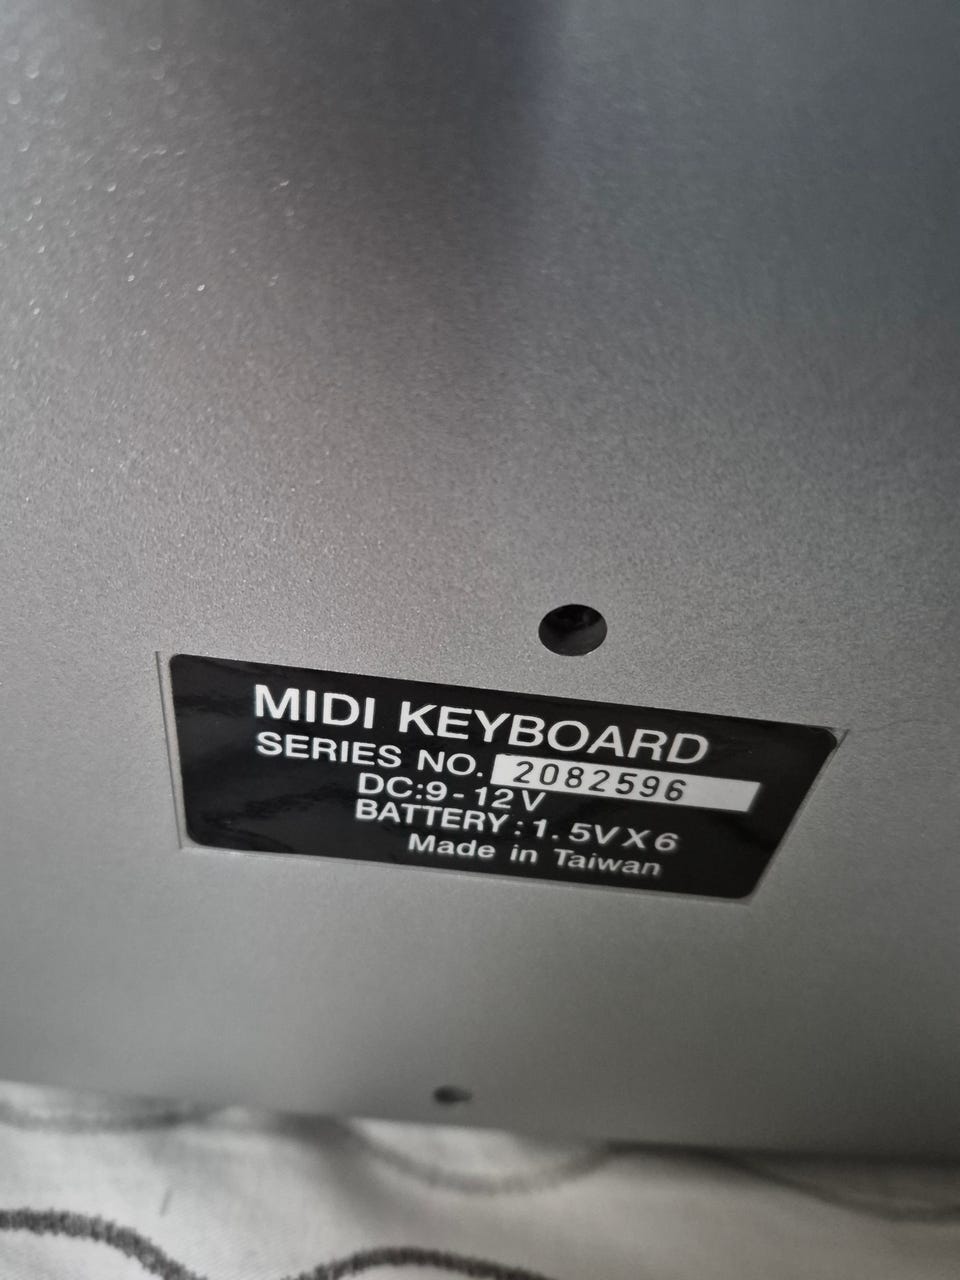 MIDI KEYBOARD
SERIES NO. 2082596
DC:9-12V
BATTERY:1.5VX6
Made in Taiwan